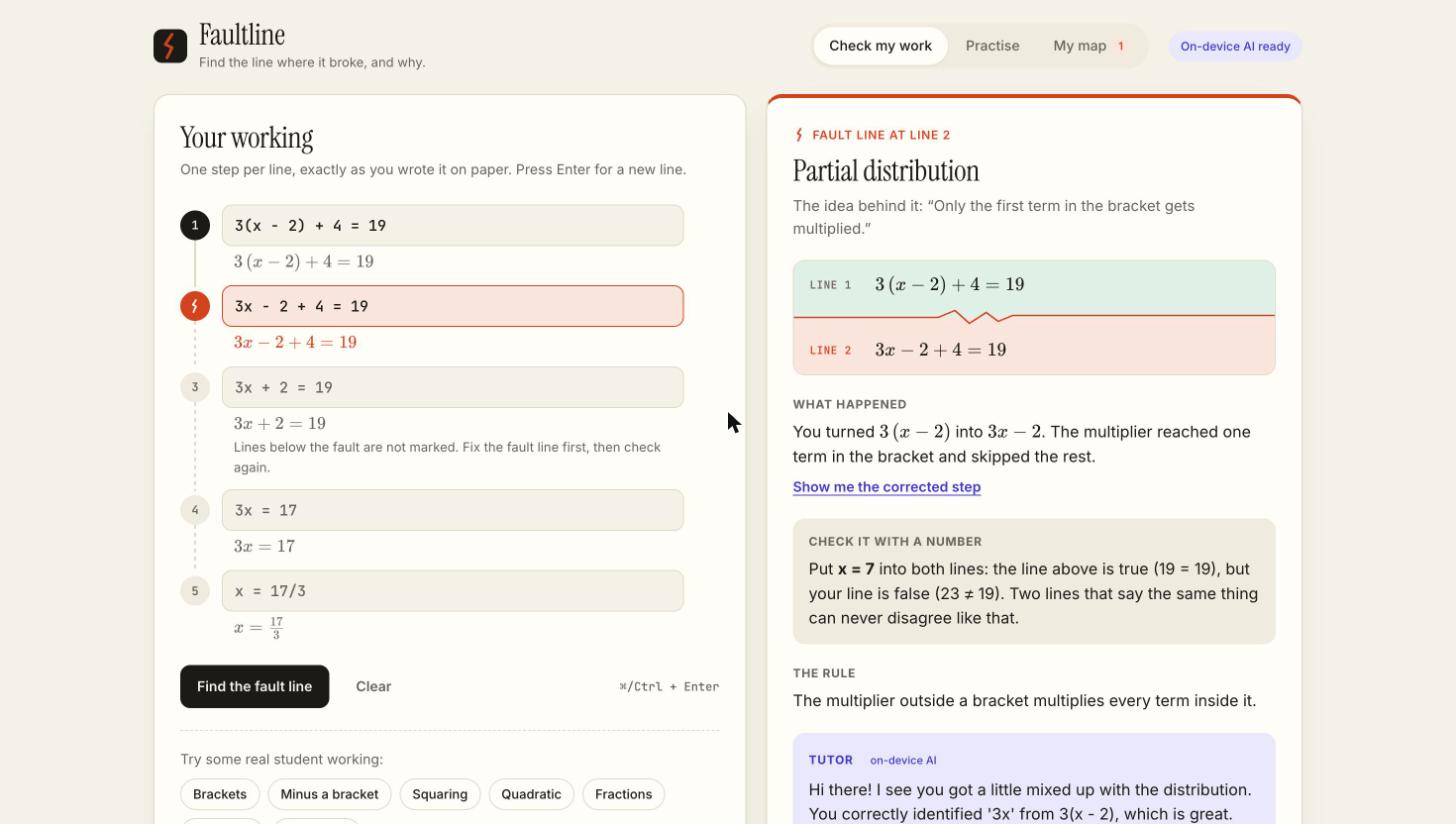 Faultline
Find the line where it broke, and why.
Check my work
Practise
My map 1
On-device AI ready
Your working
One step per line, exactly as you wrote it on paper. Press Enter for a new line.
1
3(x - 2) + 4 = 19
3 (x − 2) + 4 = 19
3x - 2 + 4 = 19
3x − 2 + 4 = 19
3
3x + 2 = 19
3x + 2 = 19
Lines below the fault are not marked. Fix the fault line first, then check
again.
4
3x = 17
3x = 17
5
x = 17/3
x = 17/3
Find the fault line
Clear
⌘/Ctrl + Enter
Try some real student working:
Brackets
Minus a bracket
Squaring
Quadratic
Fractions
FAULT LINE AT LINE 2
Partial distribution
The idea behind it: “Only the first term in the bracket gets
multiplied.”
LINE 1 3 (x − 2) + 4 = 19
LINE 2 3x − 2 + 4 = 19
WHAT HAPPENED
You turned 3 (x − 2) into 3x − 2. The multiplier reached one
term in the bracket and skipped the rest.
Show me the corrected step
CHECK IT WITH A NUMBER
Put x = 7 into both lines: the line above is true (19 = 19), but
your line is false (23 ≠ 19). Two lines that say the same thing
can never disagree like that.
THE RULE
The multiplier outside a bracket multiplies every term inside it.
TUTOR on-device AI
Hi there! I see you got a little mixed up with the distribution.
You correctly identified '3x' from 3(x - 2), which is great.